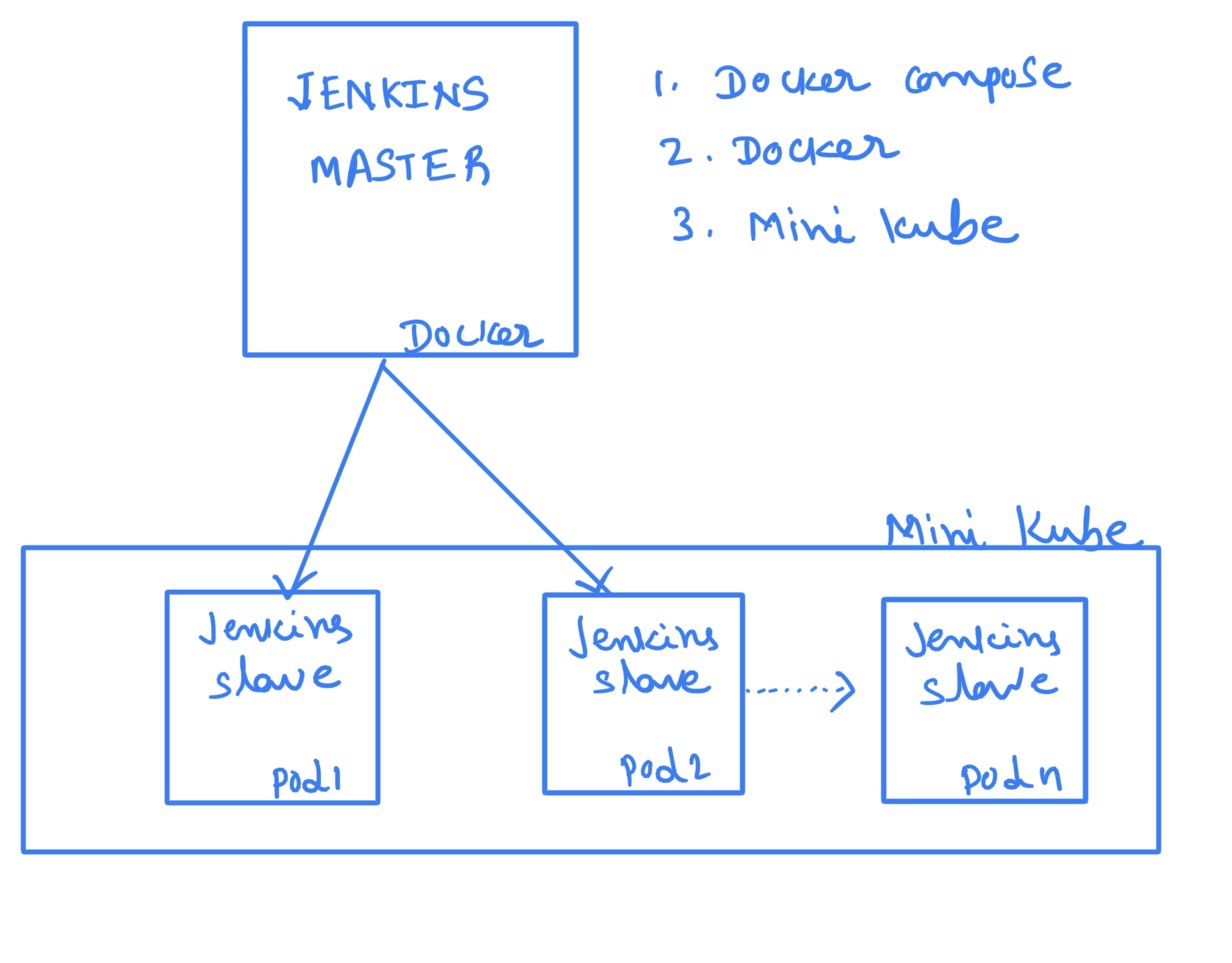 JENKINS
MASTER
Docker
1. Docker compose
2. Docker
3. Mini kube
Mini Kube
Jenkins
slave
pod1
Jenkins
slave
pod2
Jenkins
slave
pod n